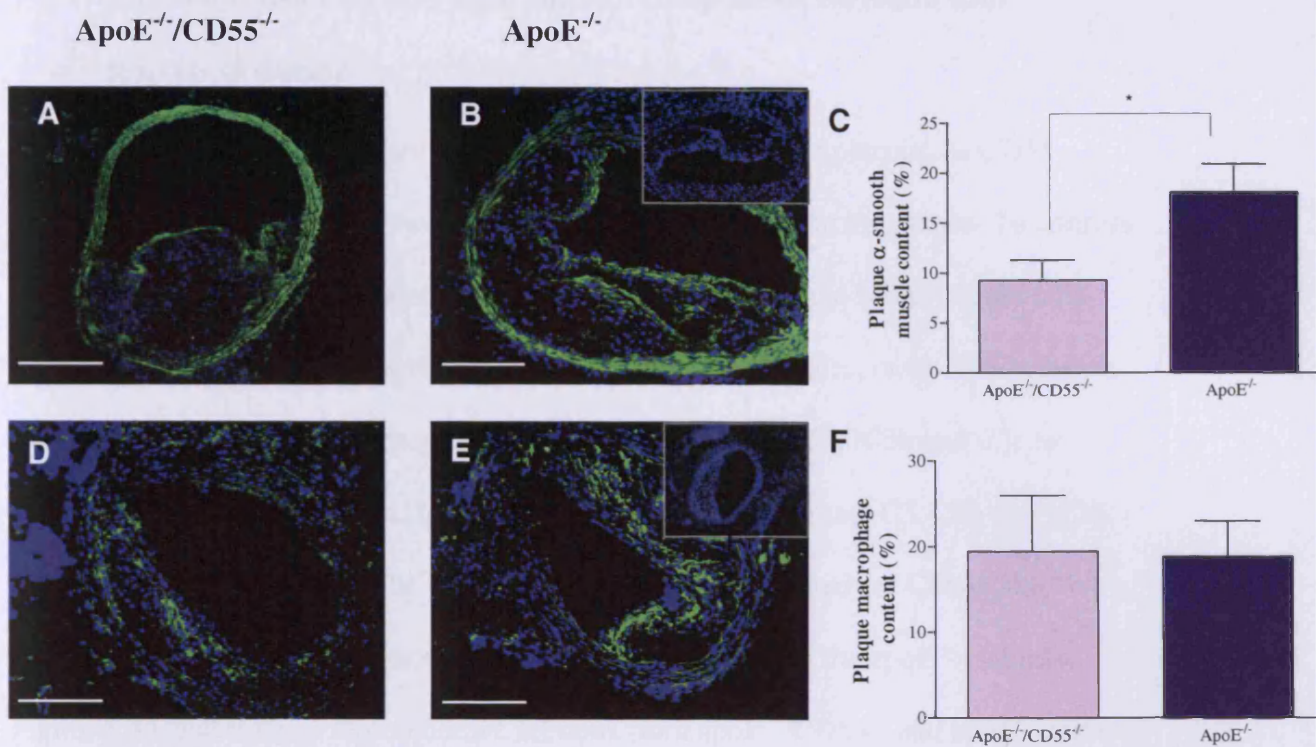 ApoE-/-/CD55-/- ApoE-/-
A
B
C
Plaque α-smooth
muscle content (%)
25
20
15
10
5
0
*
ApoE-/-/CD55-/- ApoE-/-
D
E
F
Plaque macrophage
content (%)
30
20
10
0
ApoE-/-/CD55-/- ApoE-/-